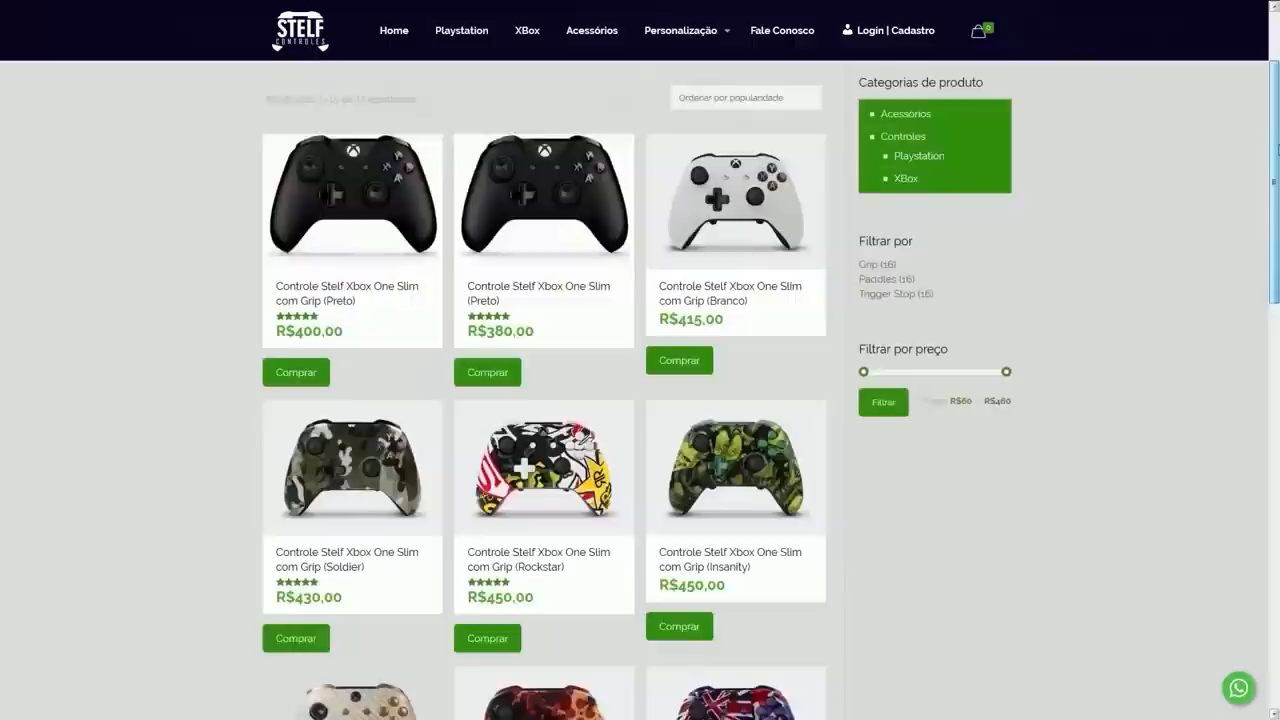 STELF
CONTROLES
Home
Playstation
XBox
Acessórios
Personalização
Fale Conosco
Login | Cadastro
0
Ordenar por popularidade
Categorias de produto
Acessórios
Controles
Playstation
XBox
Filtrar por
Grip (16)
Paddles (16)
Trigger Stop (16)
Filtrar por preço
Filtrar
R$60
R$460
Controle Stelf Xbox One Slim
com Grip (Preto)
R$400,00
Comprar
Controle Stelf Xbox One Slim
(Preto)
R$380,00
Comprar
Controle Stelf Xbox One Slim
com Grip (Branco)
R$415,00
Comprar
Controle Stelf Xbox One Slim
com Grip (Soldier)
R$430,00
Comprar
Controle Stelf Xbox One Slim
com Grip (Rockstar)
R$450,00
Comprar
Controle Stelf Xbox One Slim
com Grip (Insanity)
R$450,00
Comprar